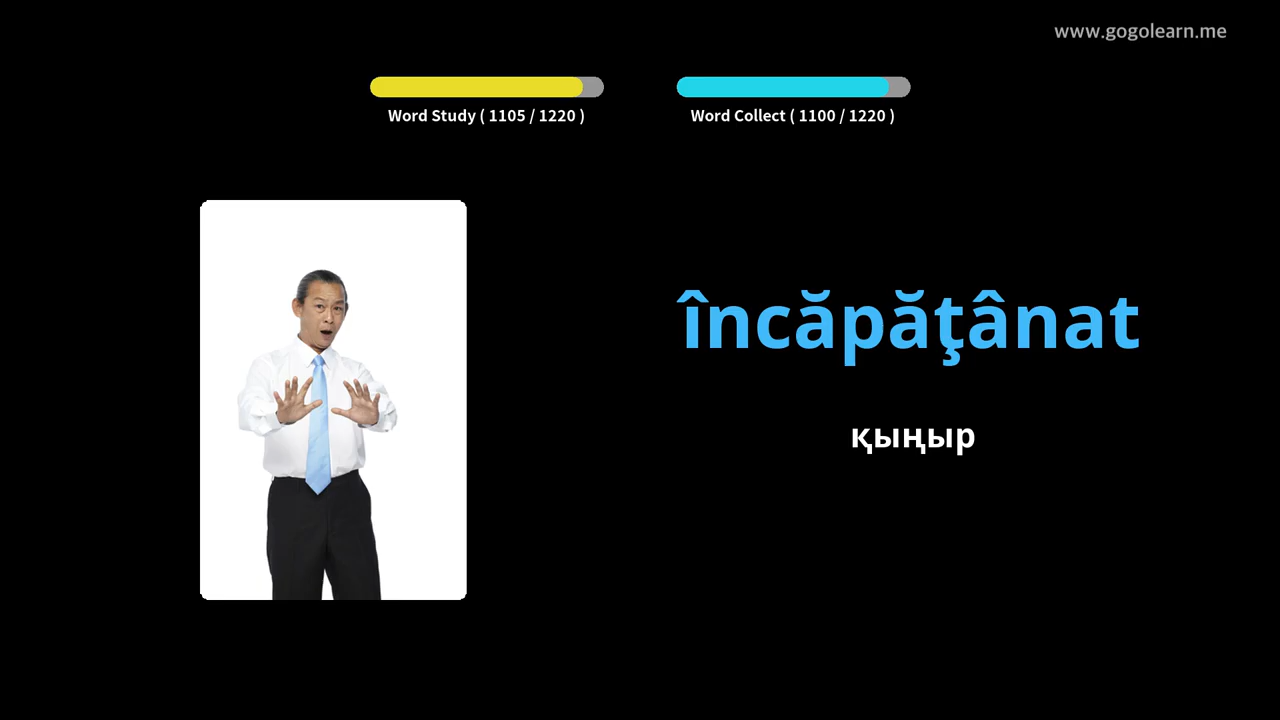 www.gogolearn.me
Word Study ( 1105 / 1220 )
Word Collect ( 1100 / 1220 )
încăpăţânat
қыңыр